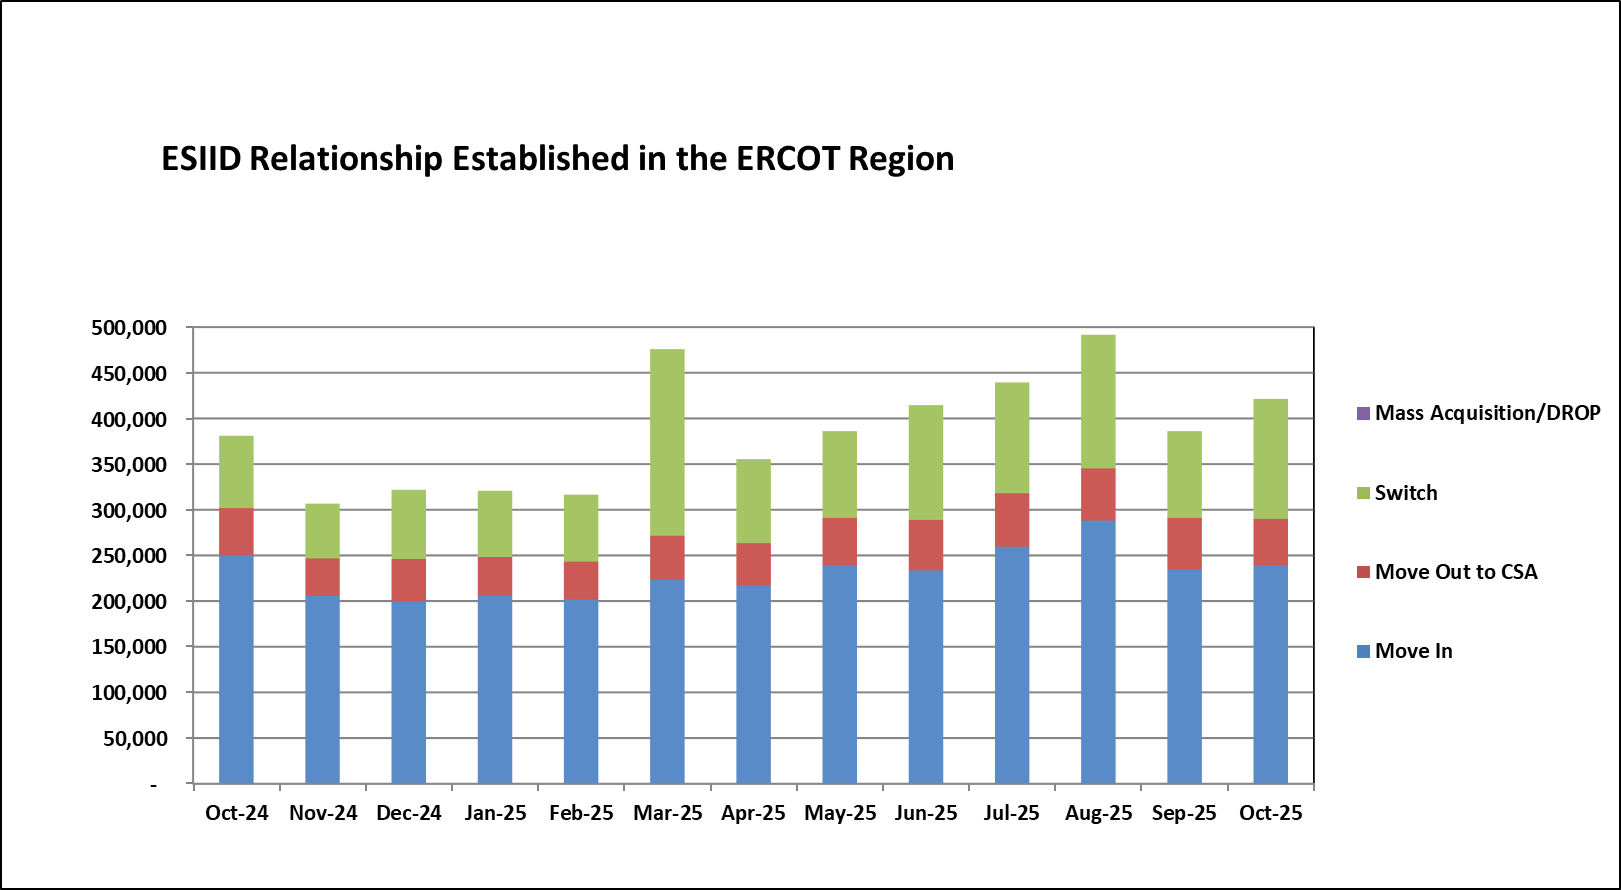 ESIID Relationship Established in the ERCOT Region
500,000
450,000
400,000
350,000
300,000
250,000
200,000
150,000
100,000
50,000
-
Oct-24 Nov-24 Dec-24 Jan-25 Feb-25 Mar-25 Apr-25 May-25 Jun-25 Jul-25 Aug-25 Sep-25 Oct-25
Mass Acquisition/DROP
Switch
Move Out to CSA
Move In